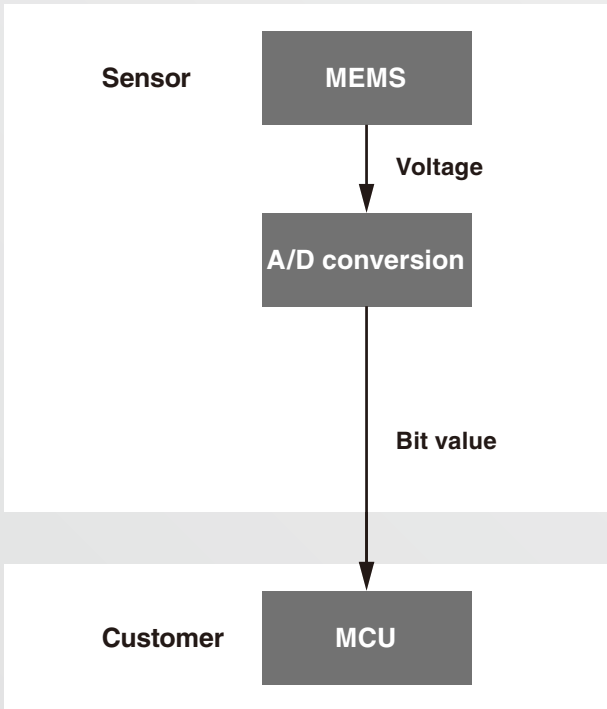 Sensor
MEMS
Voltage
A/D conversion
Bit value
Customer
MCU